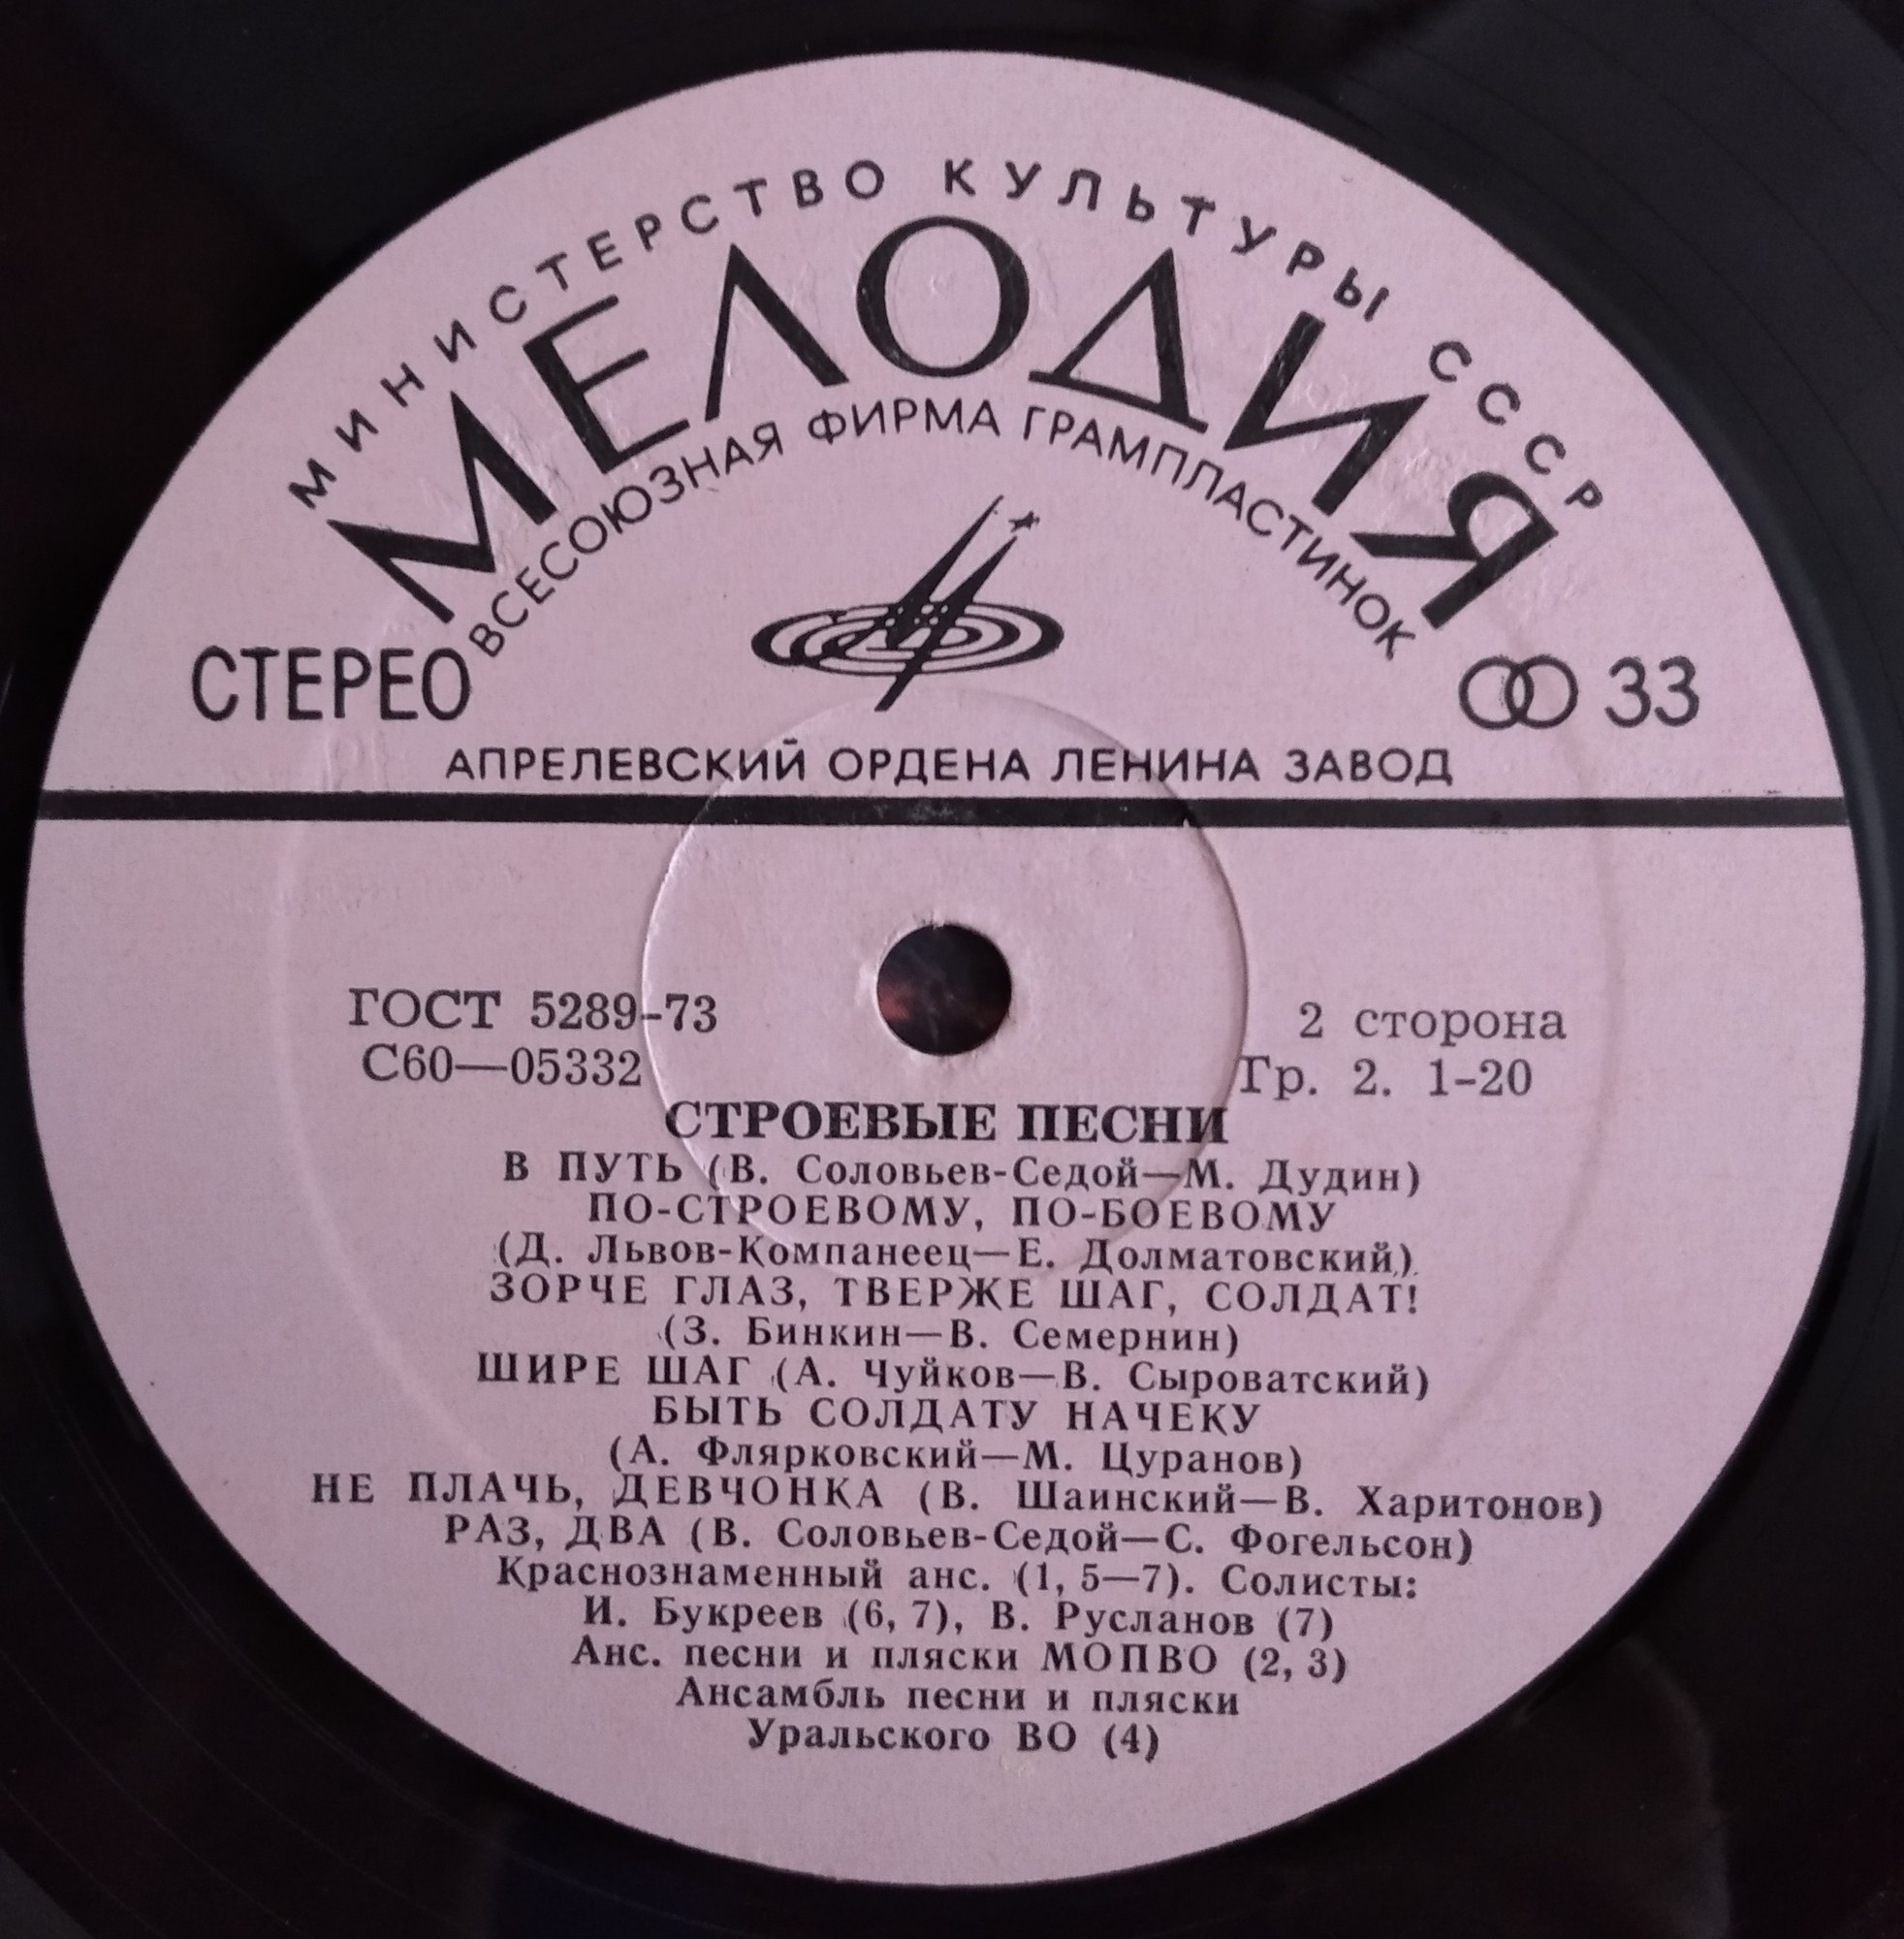 МИНИСТЕРСТВО КУЛЬТУРЫ СССР
МЕЛОДИЯ
ВСЕСОЮЗНАЯ ФИРМА ГРАМПЛАСТИНОК
СТЕРЕО
33
АПРЕЛЕВСКИЙ ОРДЕНА ЛЕНИНА ЗАВОД
ГОСТ 5289-73
2 сторона
С60—05332
Гр. 2. 1-20
СТРОЕВЫЕ ПЕСНИ
В ПУТЬ (В. Соловьев-Седой—М. Дудин)
ПО-СТРОЕВОМУ, ПО-БОЕВОМУ
(Д. Львов-Компанеец—Е. Долматовский)
ЗОРЧЕ ГЛАЗ, ТВЕРЖЕ ШАГ, СОЛДАТ!
(З. Бинкин—В. Семернин)
ШИРЕ ШАГ (А. Чуйков—В. Сыроватский)
БЫТЬ СОЛДАТУ НАЧЕКУ
(А. Флярковский—М. Цуранов)
НЕ ПЛАЧЬ, ДЕВЧОНКА (В. Шаинский—В. Харитонов)
РАЗ, ДВА (В. Соловьев-Седой—С. Фогельсон)
Краснознаменный анс. (1, 5—7). Солисты:
И. Букреев (6, 7), В. Русланов (7)
Анс. песни и пляски МОПВО (2, 3)
Ансамбль песни и пляски
Уральского ВО (4)